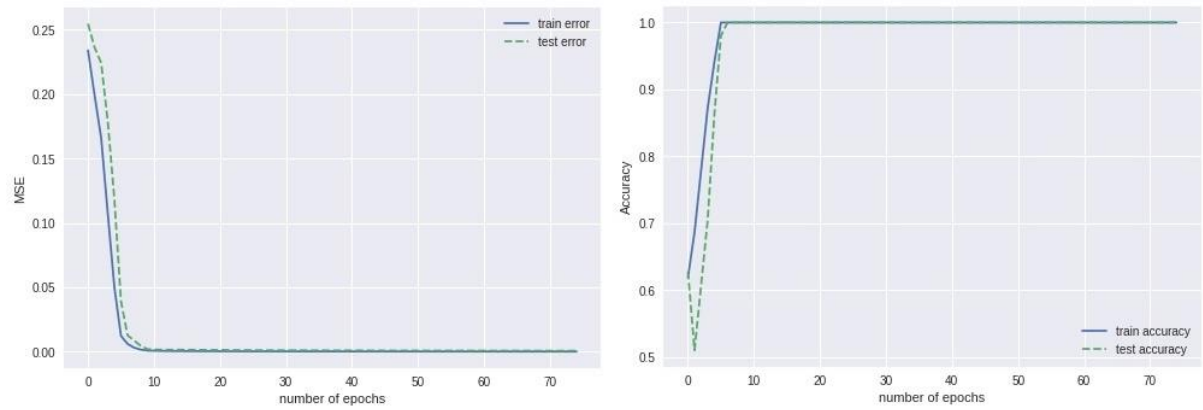 0.25
0.20
0.15
0.10
0.05
0.00
MSE
train error
test error
0 10 20 30 40 50 60 70
number of epochs
1.0
0.9
0.8
0.7
0.6
0.5
Accuracy
train accuracy
test accuracy
0 10 20 30 40 50 60 70
number of epochs